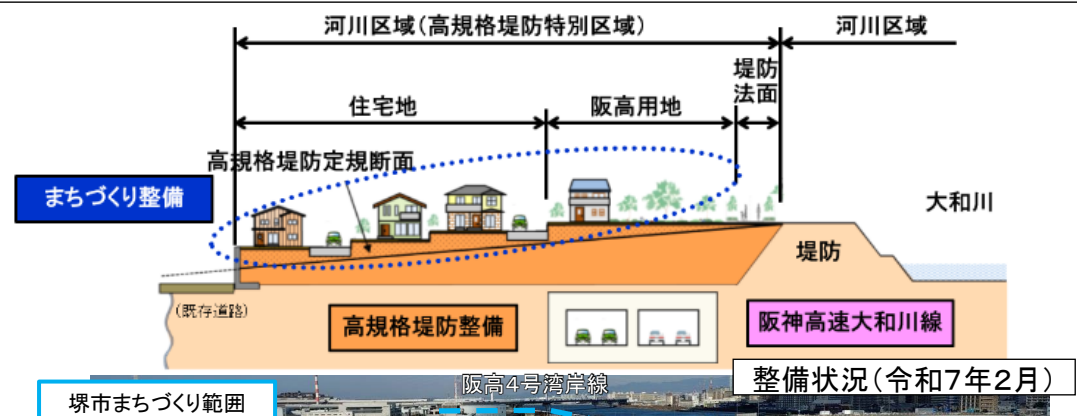 河川区域(高規格堤防特別区域)
河川区域
堤防
法面
住宅地
阪高用地
高規格堤防定規断面
まちづくり整備
大和川
堤防
(既存道路)
高規格堤防整備
阪神高速大和川線
阪高4号湾岸線
整備状況(令和7年2月)
堺市まちづくり範囲